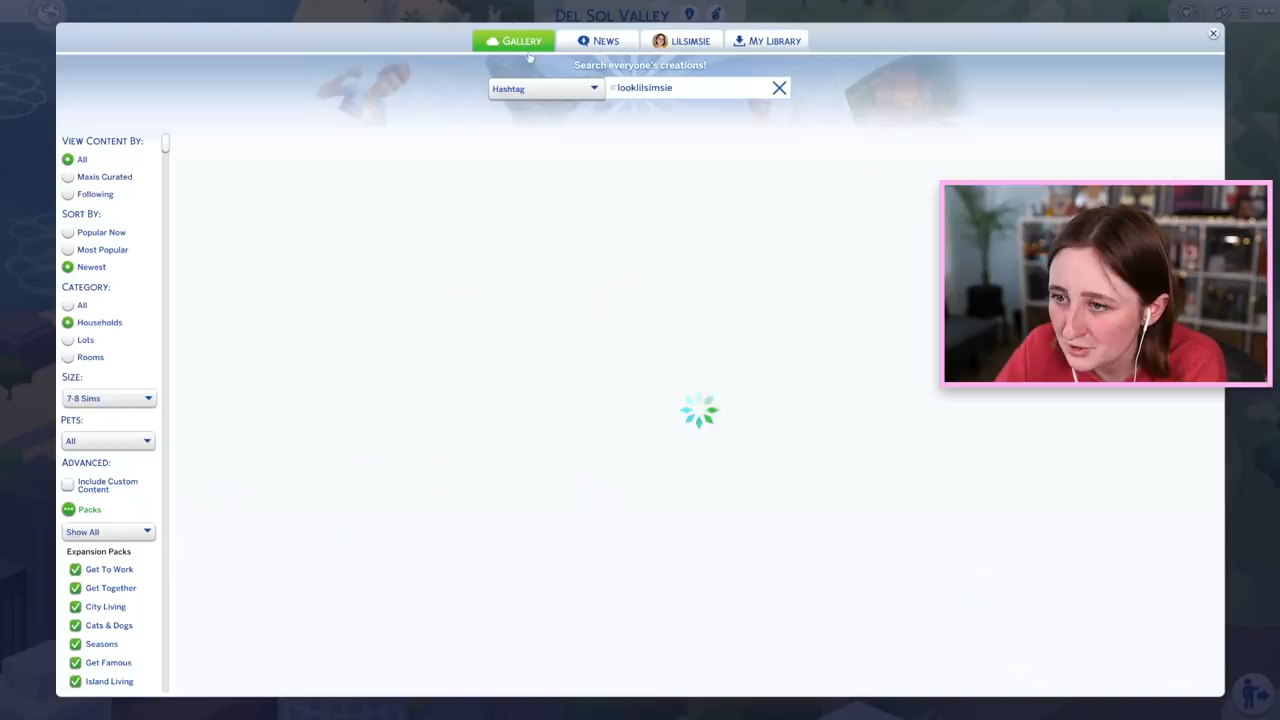 DEL SOL VALLEY
GALLERY
NEWS
LILSIMSIE
MY LIBRARY
Search everyone's creations!
Hashtag
#looklilsimsie
VIEW CONTENT BY:
All
Maxis Curated
Following
SORT BY:
Popular Now
Most Popular
Newest
CATEGORY:
All
Households
Lots
Rooms
SIZE:
7-8 Sims
PETS:
All
ADVANCED:
Include Custom
Content
Packs
Show All
Expansion Packs
Get To Work
Get Together
City Living
Cats & Dogs
Seasons
Get Famous
Island Living